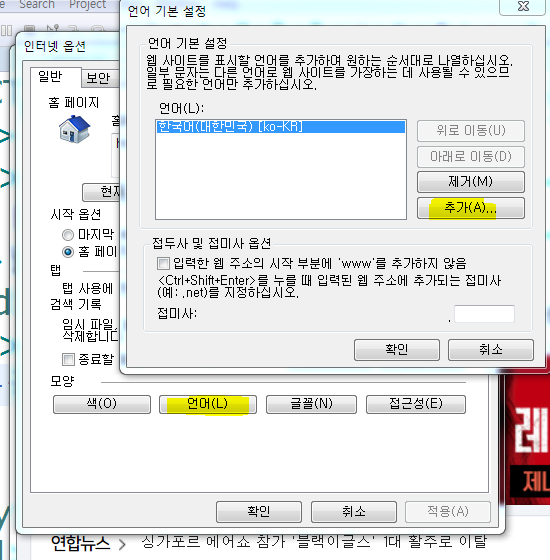 Search Project
언어 기본 설정
인터넷 옵션
언어 기본 설정
웹 사이트를 표시할 언어를 추가하여 원하는 순서대로 나열하십시오.
일부 문자는 다른 언어로 웹 사이트를 가장하는 데 사용될 수 있으므
로 필요한 언어만 추가하십시오.
언어(L):
한국어(대한민국) [ko-KR]
위로 이동(U)
아래로 이동(D)
제거(M)
추가(A)...
접두사 및 접미사 옵션
입력한 웹 주소의 시작 부분에 'www'를 추가하지 않음
<Ctrl+Shift+Enter>를 누를 때 입력된 웹 주소에 추가되는 접미사
(예: .net)를 지정하십시오.
접미사:
.
확인
취소
일반
보안
홈 페이지
홈
현재
시작 옵션
마지막
홈 페이
탭
탭 사용에
검색 기록
임시 파일,
삭제합니다
종료할
모양
색(O)
언어(L)
글꼴(N)
접근성(E)
확인
취소
적용(A)
레
제니
연합뉴스 >
싱가포르 에어쇼 참가 '블랙이글스' 1대 활주로 이탈